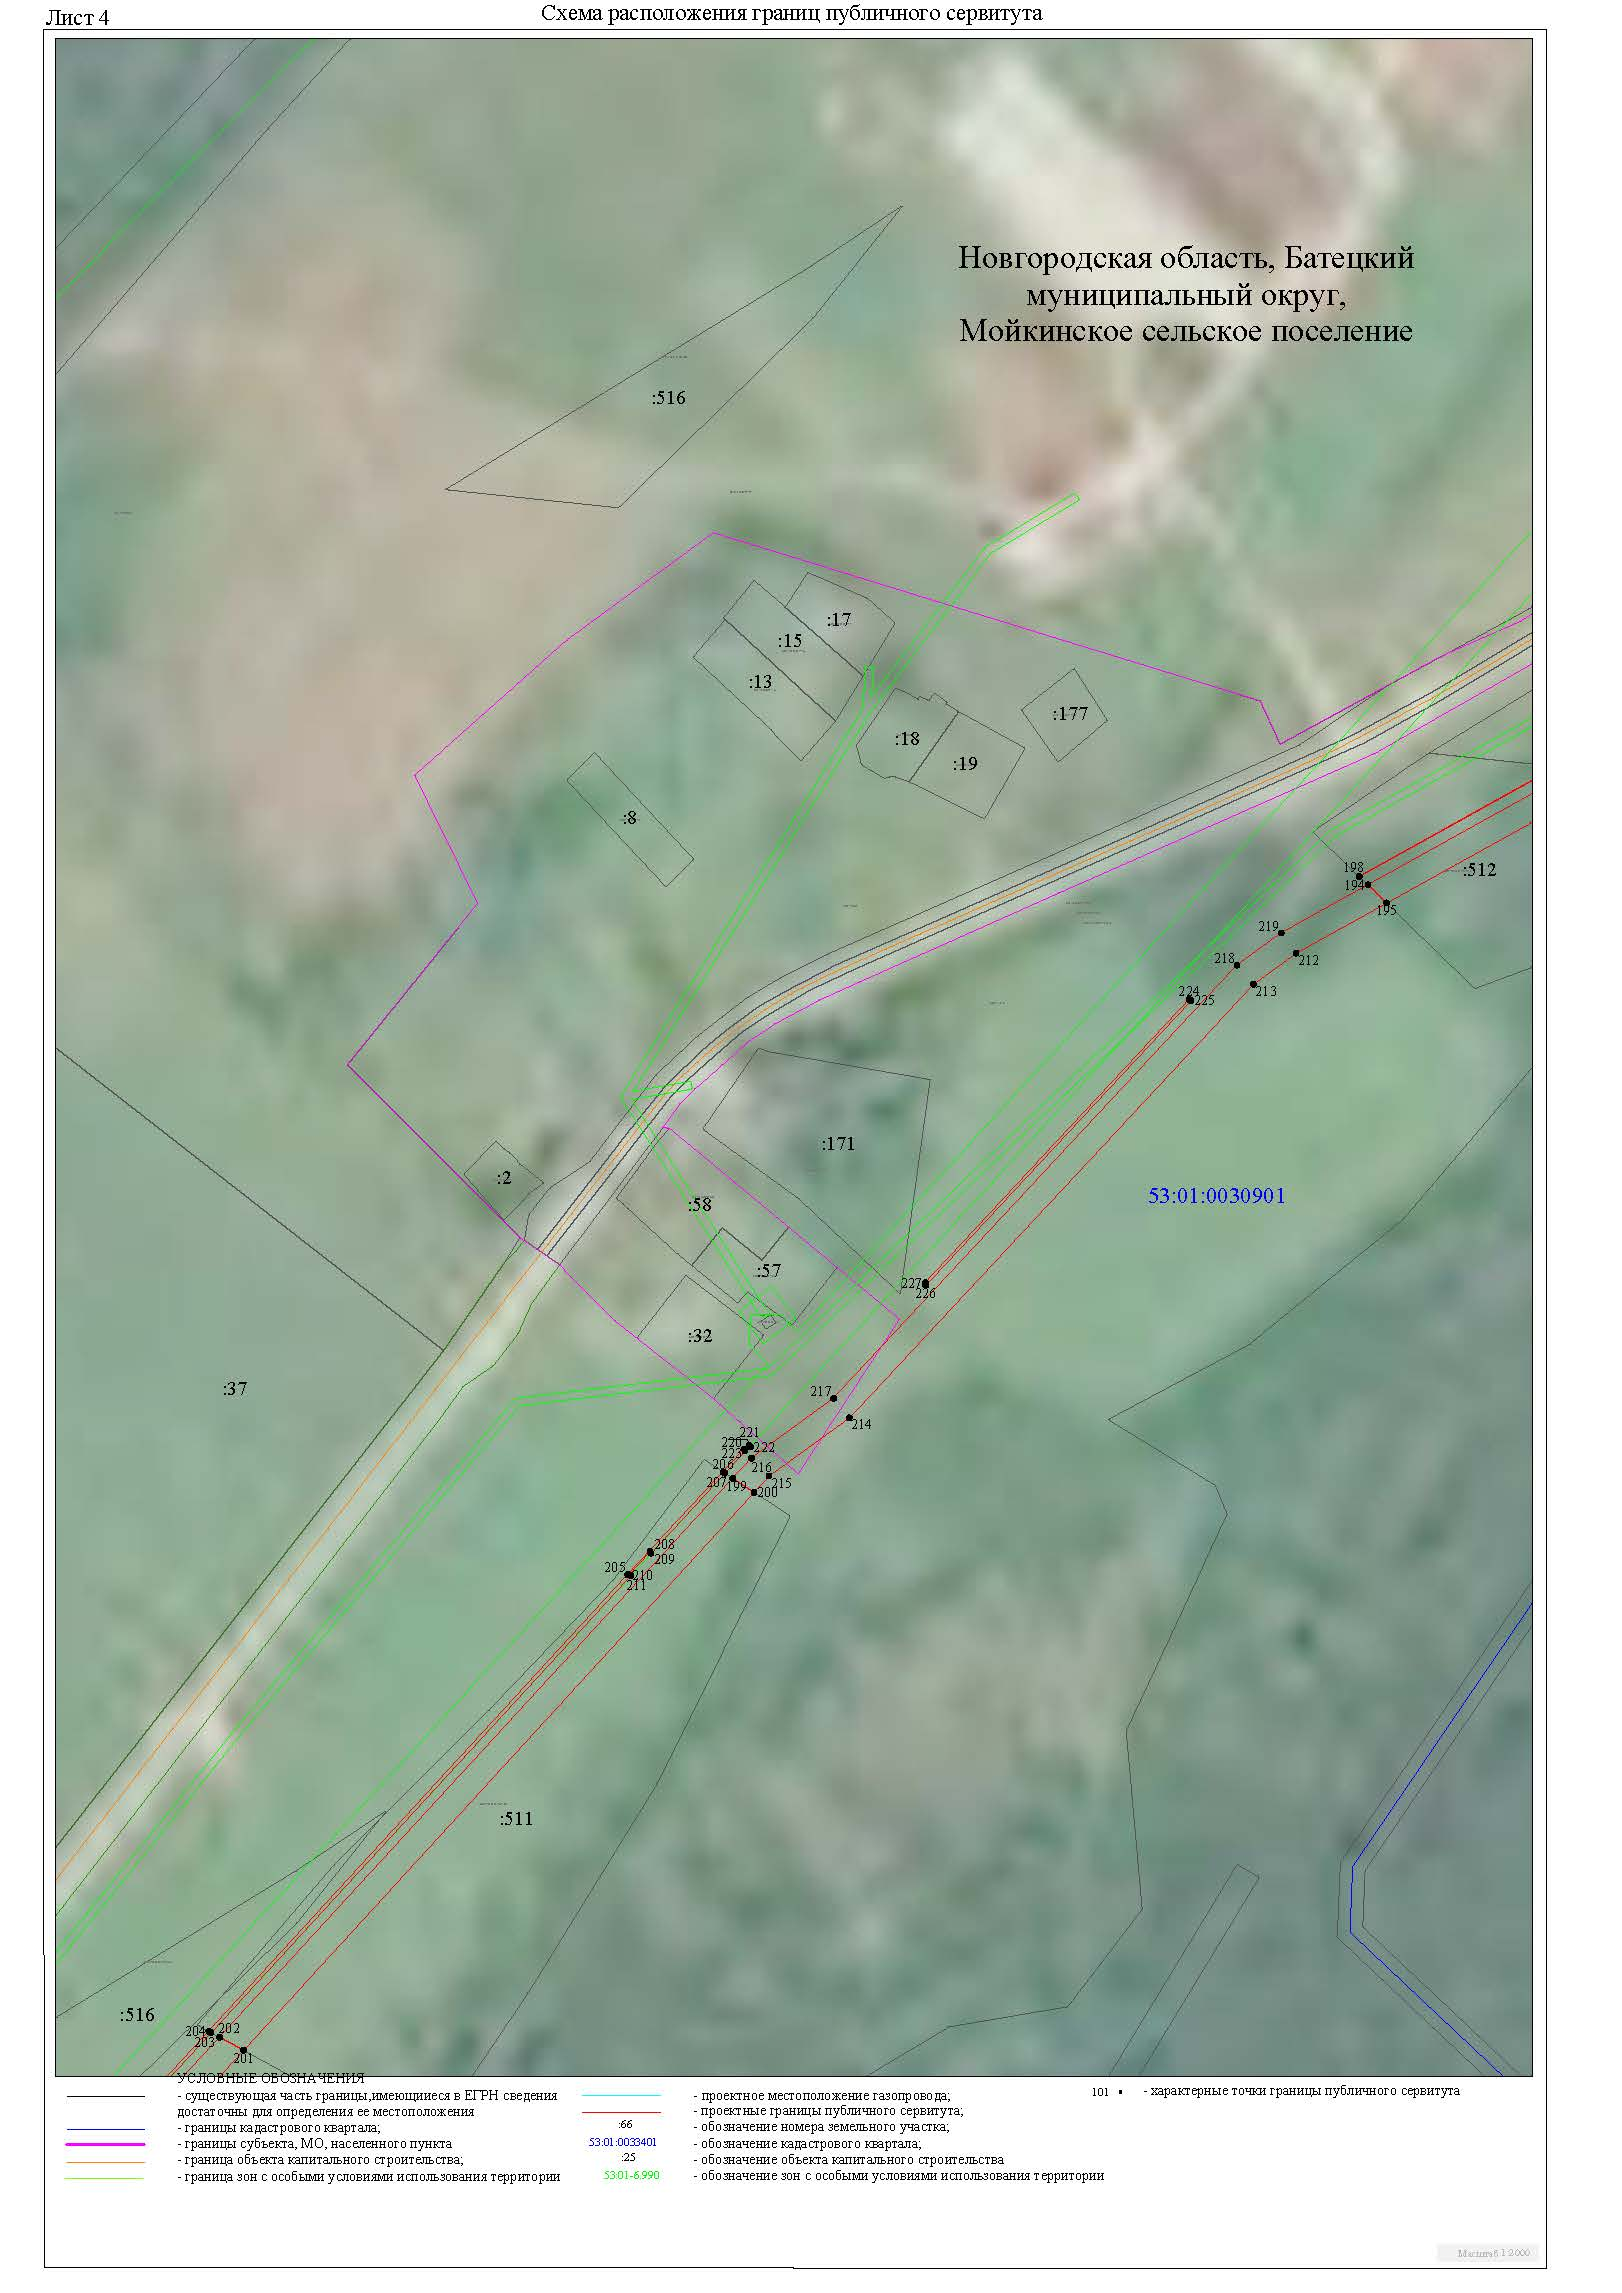 Лист 4
Схема расположения границ публичного сервитута
Новгородская область, Батецкий
муниципальный округ,
Мойкинское сельское поселение
:516
:17
:15
:13
:177
:18
:19
:8
198
194
195
:512
219
212
218
213
224
225
:171
:2
:58
53:01:0030901
:57
227
226
:32
:37
217
214
221
220
222
223
206
216
207
199
215
200
208
209
205
210
211
:511
:516
204
202
203
201
УСЛОВНЫЕ ОБОЗНАЧЕНИЯ
- существующая часть границы,имеющииеся в ЕГРН сведения
достаточны для определения ее местоположения
- границы кадастрового квартала;
- границы субъекта, МО, населенного пункта
- граница объекта капитального строительства;
- граница зон с особыми условиями использования территории
- проектное местоположение газопровода;
- проектные границы публичного сервитута;
:66 - обозначение номера земельного участка;
53:01:0033401 - обозначение кадастрового квартала;
:25 - обозначение объекта капитального строительства
53:01-6.990 - обозначение зон с особыми условиями использования территории
101 - характерные точки границы публичного сервитута
Масштаб 1:2000